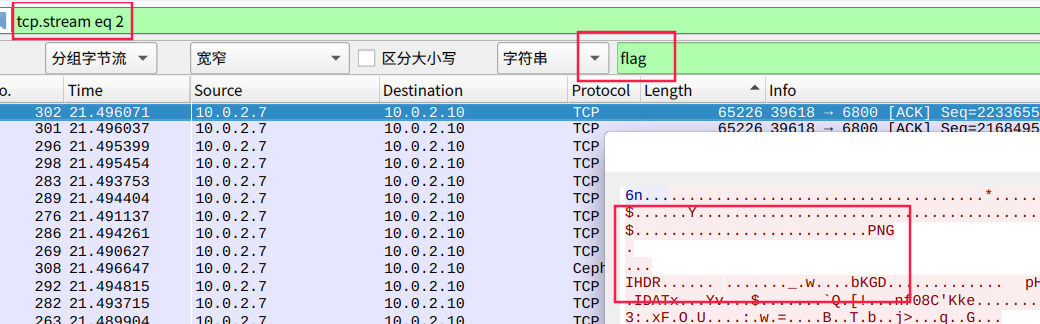 tcp.stream eq 2
分组字节流 宽窄 区分大小写 字符串 flag
o. Time Source Destination Protocol Length Info
302 21.496071 10.0.2.7 10.0.2.10 TCP 65226 39618 → 6800 [ACK] Seq=2233655
301 21.496037 10.0.2.7 10.0.2.10 TCP 65226 39618 → 6800 [ACK] Seq=2168495
296 21.495399 10.0.2.7 10.0.2.10 TCP
298 21.495454 10.0.2.7 10.0.2.10 TCP
283 21.493753 10.0.2.7 10.0.2.10 TCP
289 21.494404 10.0.2.7 10.0.2.10 TCP
276 21.491137 10.0.2.7 10.0.2.10 TCP
286 21.494261 10.0.2.7 10.0.2.10 TCP
269 21.490627 10.0.2.7 10.0.2.10 TCP
308 21.496647 10.0.2.7 10.0.2.10 Ceph
292 21.494815 10.0.2.7 10.0.2.10 TCP
282 21.493715 10.0.2.7 10.0.2.10 TCP
263 21.489904 10.0.2.7 10.0.2.10 TCP
6n......................................*.....
$......Y......................................
$..........................PNG
.
...
IHDR...... ........_.w....bKGD....... pH
.IDATx...Yv...$.......`Q.[!...nf08C'Kke.......
3:.xF.O.U....:.w.=....B..T.b..j>...q..G...